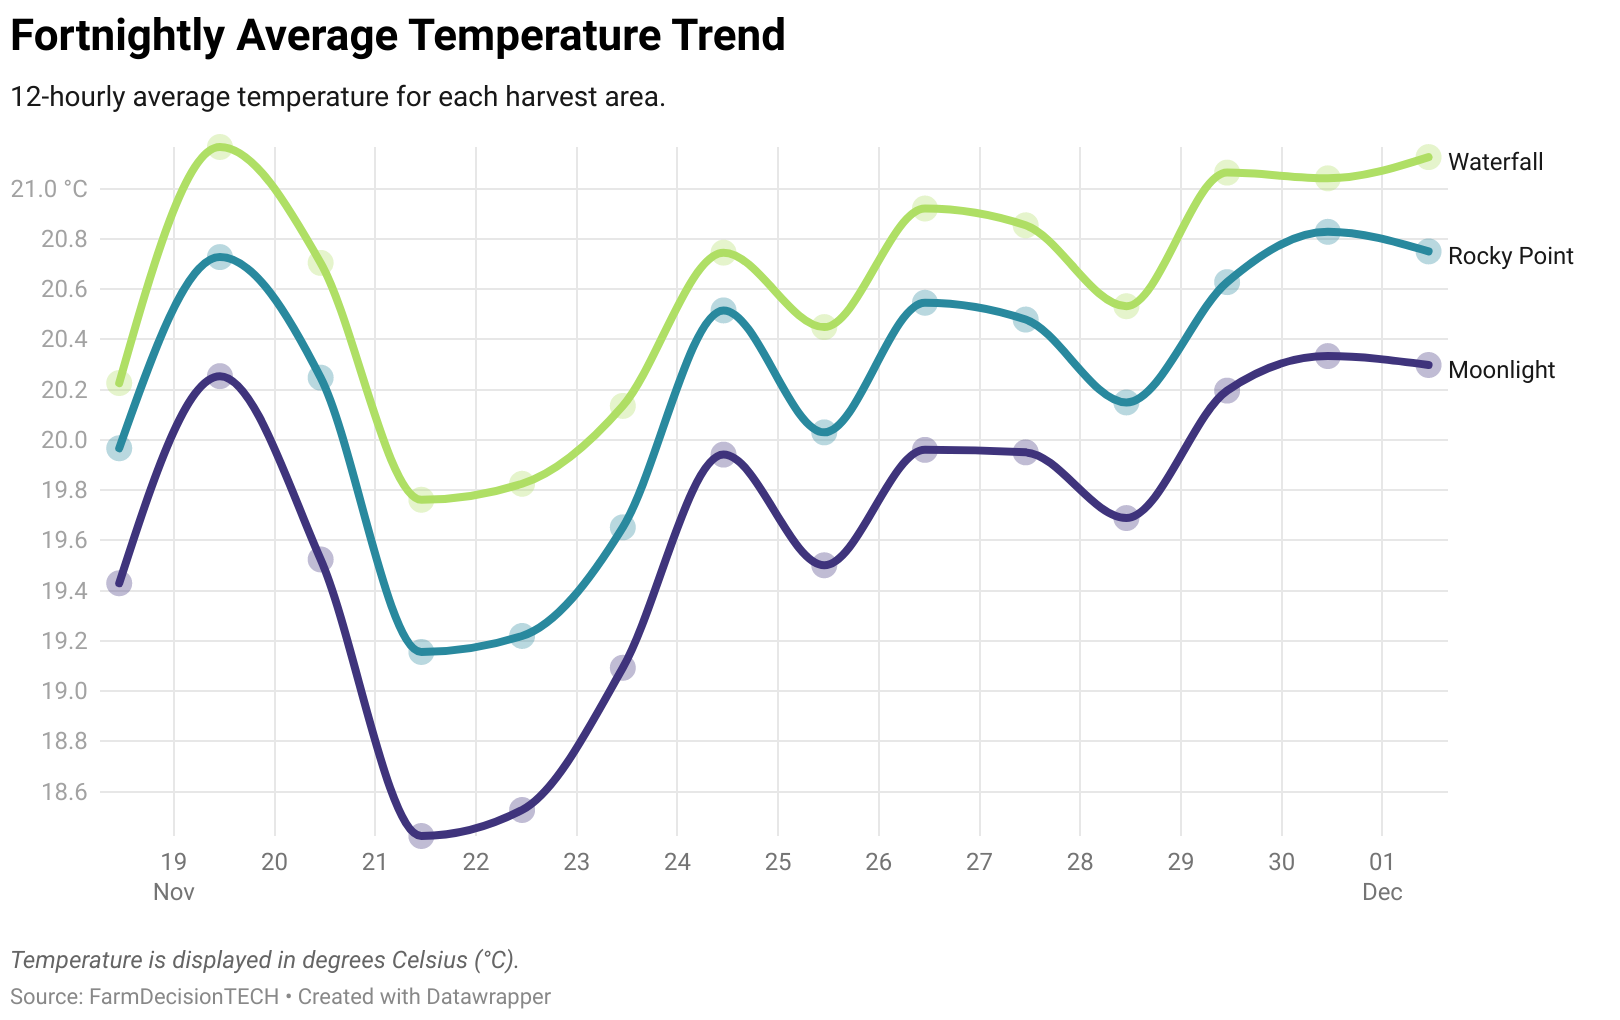 Fortnightly Average Temperature Trend
12-hourly average temperature for each harvest area.
21.0 °C
20.8
20.6
20.4
20.2
20.0
19.8
19.6
19.4
19.2
19.0
18.8
18.6
Waterfall
Rocky Point
Moonlight
19 20 21 22 23 24 25 26 27 28 29 30 01
Nov Dec
Temperature is displayed in degrees Celsius (°C).
Source: FarmDecisionTECH • Created with Datawrapper